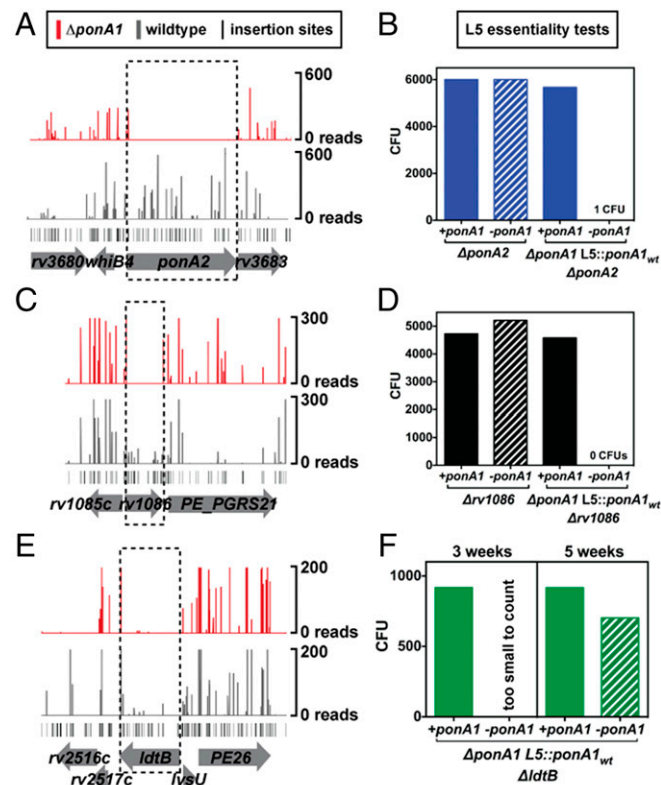 A
ΔponA1 wildtype insertion sites
600
0 reads
600
0 reads
rv3680 whiB4 ponA2 rv3683
B
L5 essentiality tests
CFU
6000
4000
2000
0
1 CFU
+ponA1 -ponA1 +ponA1 -ponA1
ΔponA2 ΔponA1 L5::ponA1wt
ΔponA2
C
300
0 reads
300
0 reads
rv1085c rv1086 PE_PGRS21
D
CFU
5000
4000
3000
2000
1000
0
0 CFUs
+ponA1 -ponA1 +ponA1 -ponA1
Δrv1086 ΔponA1 L5::ponA1wt
Δrv1086
E
200
0 reads
200
0 reads
rv2516c ldtB PE26
rv2517c lvsU
F
3 weeks 5 weeks
CFU
1000
500
0
too small to count
+ponA1 -ponA1 +ponA1 -ponA1
ΔponA1 L5::ponA1wt
ΔldtB